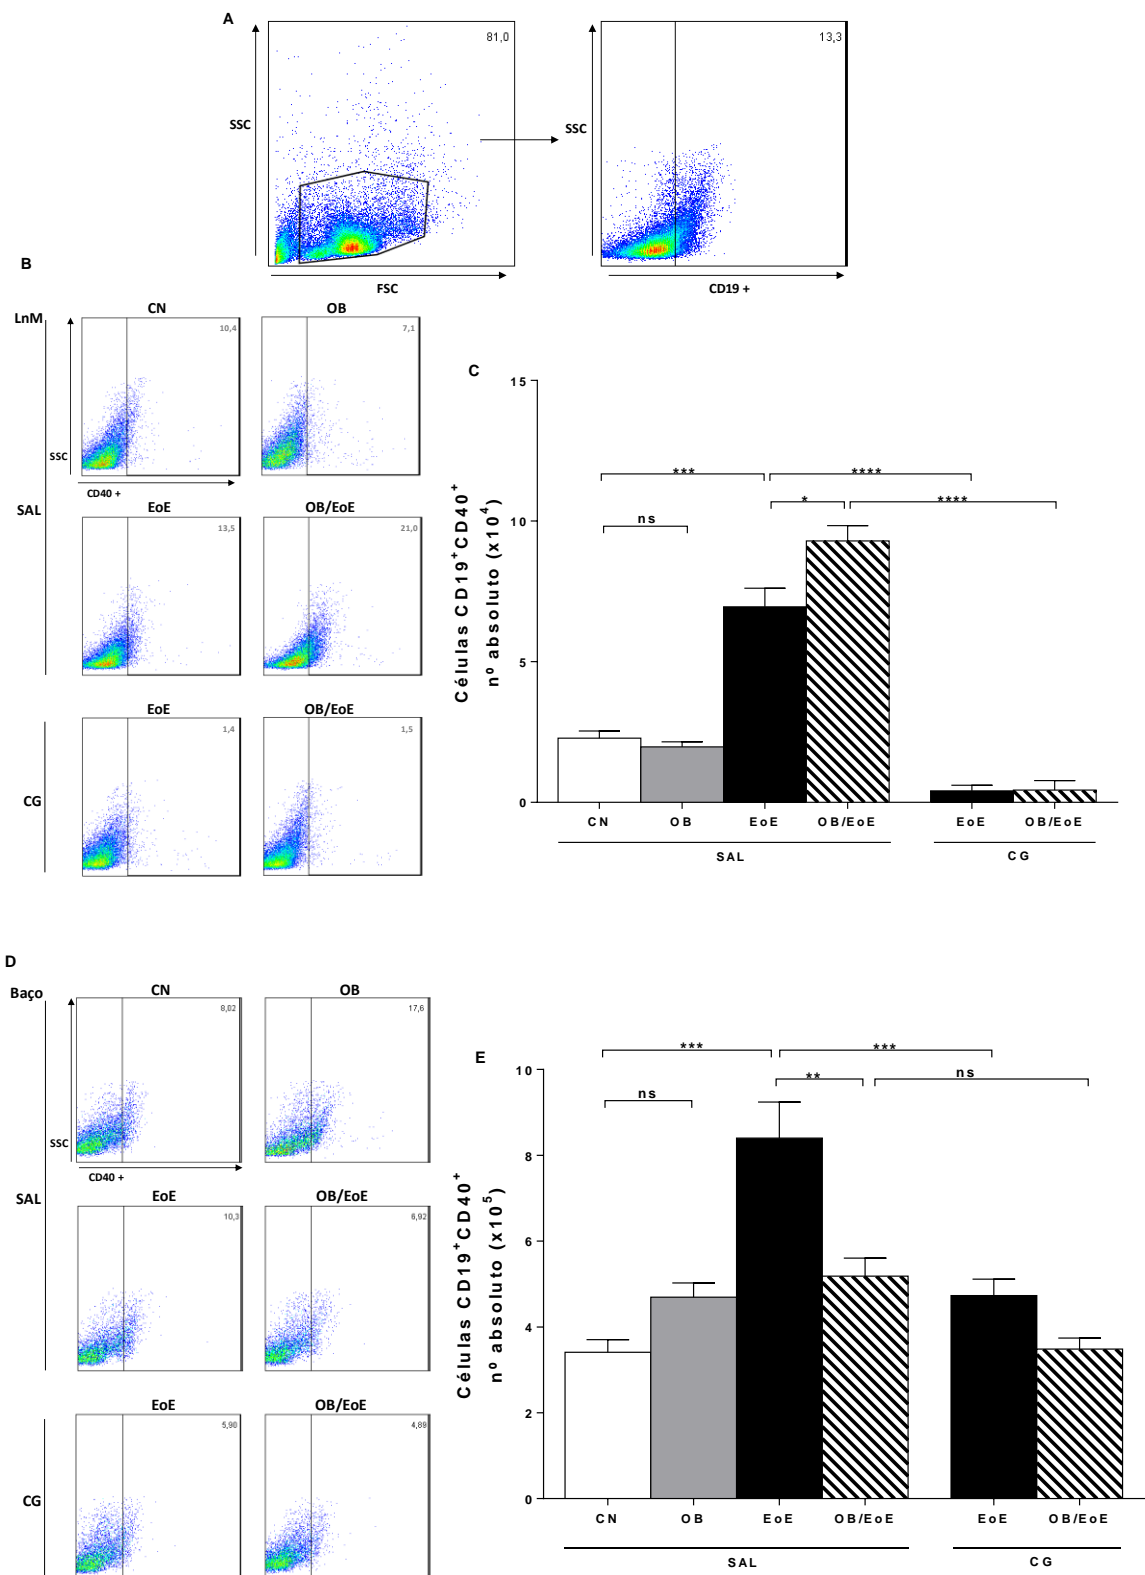 A
SSC
81,0
FSC
SSC
13,3
CD19 +
B
LnM
CN
OB
10,4
7,1
SSC
CD40 +
SAL
EoE
OB/EoE
13,5
21,0
EoE
OB/EoE
1,4
1,5
CG
C
Células CD19+CD40+
nº absoluto (x10^4)
15
10
5
0
***
****
*
****
ns
CN
OB
EoE
OB/EoE
EoE
OB/EoE
SAL
CG
D
Baço
CN
OB
8,02
17,6
SSC
CD40 +
SAL
EoE
OB/EoE
10,3
6,92
EoE
OB/EoE
5,90
4,89
CG
E
Células CD19+CD40+
nº absoluto (x10^5)
10
8
6
4
2
0
***
***
**
ns
ns
CN
OB
EoE
OB/EoE
EoE
OB/EoE
SAL
CG